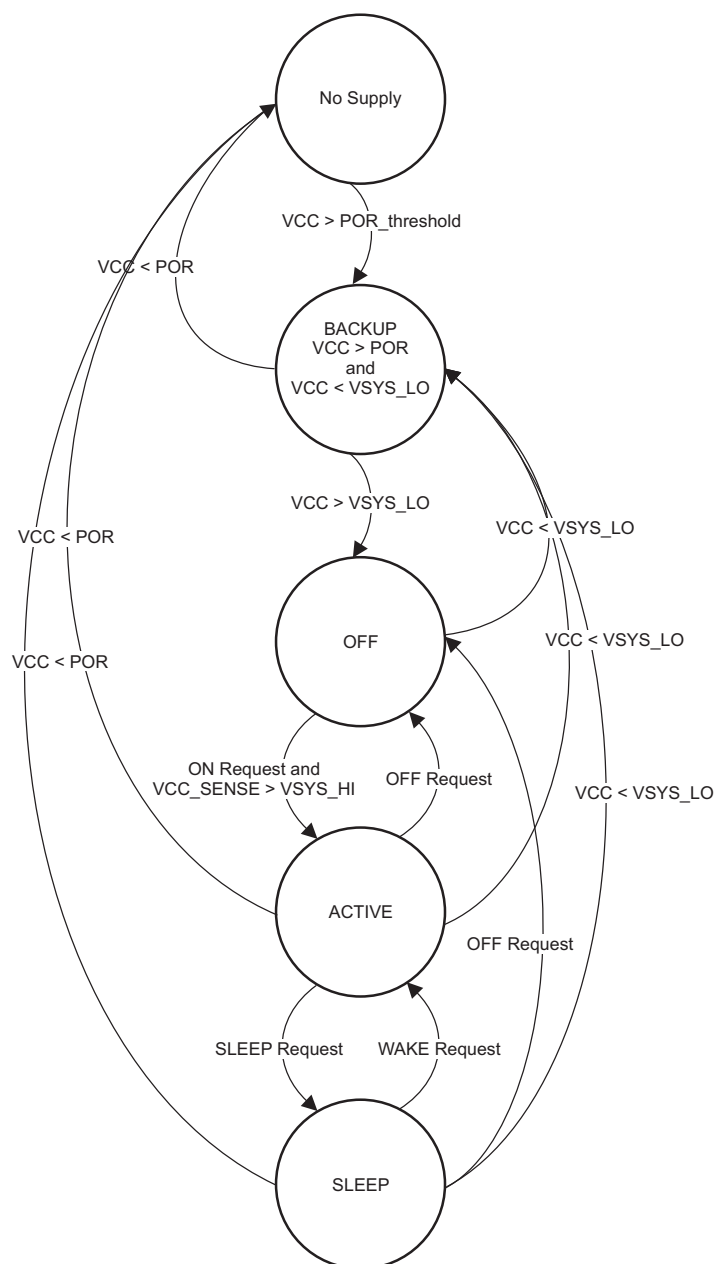 No Supply
VCC > POR_threshold
VCC < POR
BACKUP
VCC > POR
and
VCC < VSYS_LO
VCC > VSYS_LO
VCC < VSYS_LO
VCC < POR
OFF
VCC < VSYS_LO
VCC < POR
ON Request and
VCC_SENSE > VSYS_HI
OFF Request
VCC < VSYS_LO
ACTIVE
OFF Request
SLEEP Request
WAKE Request
SLEEP